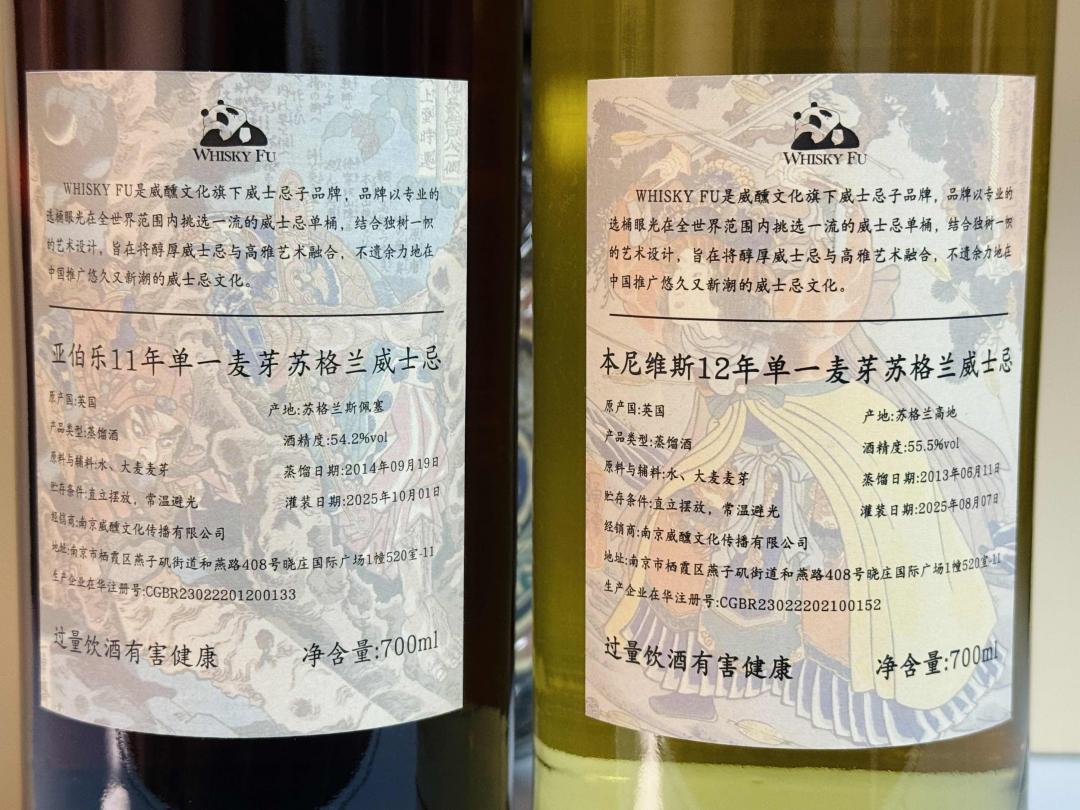 WHISKY FU
WHISKY FU是威醺文化旗下威士忌子品牌，品牌以专业的
选桶眼光在全世界范围内挑选一流的威士忌单桶，结合独树一帜
的艺术设计，旨在将醇厚威士忌与高雅艺术融合，不遗余力地在
中国推广悠久又新潮的威士忌文化。
亚伯乐11年单一麦芽苏格兰威士忌
原产国:英国
产地:苏格兰斯佩塞
产品类型:蒸馏酒
酒精度:54.2%vol
原料与辅料:水、大麦麦芽
蒸馏日期:2014年09月19日
贮存条件:直立摆放，常温避光
灌装日期:2025年10月01日
经销商:南京威醺文化传播有限公司
地址:南京市栖霞区燕子矶街道和燕路408号晓庄国际广场1幢520室-11
生产企业在华注册号:CGBR23022201200133
过量饮酒有害健康
净含量:700ml
WHISKY FU
WHISKY FU是威醺文化旗下威士忌子品牌，品牌以专业的
选桶眼光在全世界范围内挑选一流的威士忌单桶，结合独树一帜
的艺术设计，旨在将醇厚威士忌与高雅艺术融合，不遗余力地在
中国推广悠久又新潮的威士忌文化。
本尼维斯12年单一麦芽苏格兰威士忌
原产国:英国
产地:苏格兰高地
产品类型:蒸馏酒
酒精度:55.5%vol
原料与辅料:水、大麦麦芽
蒸馏日期:2013年06月11日
贮存条件:直立摆放，常温避光
灌装日期:2025年08月07日
经销商:南京威醺文化传播有限公司
地址:南京市栖霞区燕子矶街道和燕路408号晓庄国际广场1幢520室-11
生产企业在华注册号:CGBR23022202100152
过量饮酒有害健康
净含量:700ml